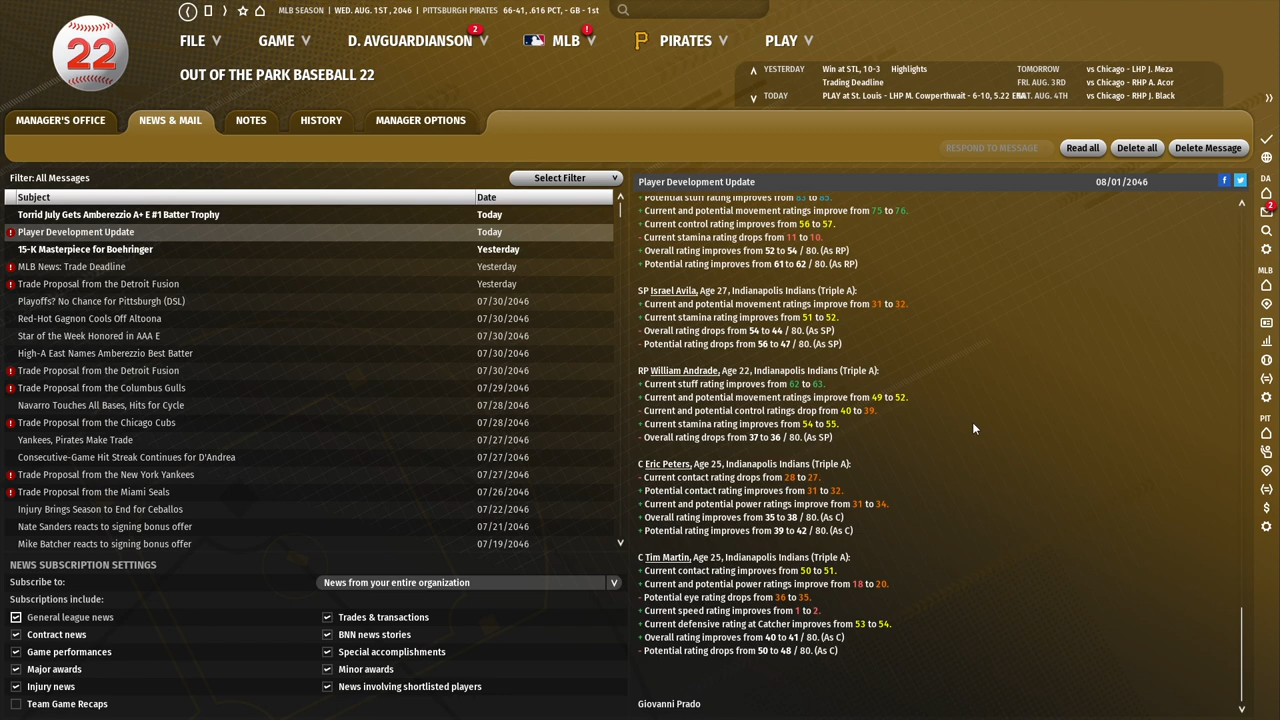 MLB SEASON | WED. AUG. 1ST , 2046 | PITTSBURGH PIRATES 66-41, .616 PCT, - GB - 1st
22
FILE GAME D. AVGUARDIANSON 2 MLB ! P PIRATES PLAY
OUT OF THE PARK BASEBALL 22
YESTERDAY Win at STL, 10-3 Highlights TOMORROW vs Chicago - LHP J. Meza
Trading Deadline FRI. AUG. 3RD vs Chicago - RHP A. Acor
TODAY PLAY at St. Louis - LHP M. Cowperthwait - 6-10, 5.22 ERA SAT. AUG. 4TH vs Chicago - RHP J. Black
MANAGER'S OFFICE NEWS & MAIL NOTES HISTORY MANAGER OPTIONS
RESPOND TO MESSAGE Read all Delete all Delete Message
Filter: All Messages Select Filter
Subject Date
Torrid July Gets Amberezzio A+ E #1 Batter Trophy Today
Player Development Update Today
15-K Masterpiece for Boehringer Yesterday
MLB News: Trade Deadline Yesterday
Trade Proposal from the Detroit Fusion Yesterday
Playoffs? No Chance for Pittsburgh (DSL) 07/30/2046
Red-Hot Gagnon Cools Off Altoona 07/30/2046
Star of the Week Honored in AAA E 07/30/2046
High-A East Names Amberezzio Best Batter 07/30/2046
Trade Proposal from the Detroit Fusion 07/30/2046
Trade Proposal from the Columbus Gulls 07/29/2046
Navarro Touches All Bases, Hits for Cycle 07/28/2046
Trade Proposal from the Chicago Cubs 07/28/2046
Yankees, Pirates Make Trade 07/27/2046
Consecutive-Game Hit Streak Continues for D'Andrea 07/27/2046
Trade Proposal from the New York Yankees 07/27/2046
Trade Proposal from the Miami Seals 07/26/2046
Injury Brings Season to End for Ceballos 07/22/2046
Nate Sanders reacts to signing bonus offer 07/21/2046
Mike Batcher reacts to signing bonus offer 07/19/2046
NEWS SUBSCRIPTION SETTINGS
Subscribe to: News from your entire organization
Subscriptions include:
General league news Trades & transactions
Contract news BNN news stories
Game performances Special accomplishments
Major awards Minor awards
Injury news News involving shortlisted players
Team Game Recaps
Player Development Update 08/01/2046
+ Potential stuff rating improves from 83 to 85.
+ Current and potential movement ratings improve from 75 to 76.
+ Current control rating improves from 56 to 57.
- Current stamina rating drops from 11 to 10.
+ Overall rating improves from 52 to 54 / 80. (As RP)
+ Potential rating improves from 61 to 62 / 80. (As RP)
SP Israel Avila, Age 27, Indianapolis Indians (Triple A):
+ Current and potential movement ratings improve from 31 to 32.
+ Current stamina rating improves from 51 to 52.
- Overall rating drops from 54 to 44 / 80. (As SP)
- Potential rating drops from 56 to 47 / 80. (As SP)
RP William Andrade, Age 22, Indianapolis Indians (Triple A):
+ Current stuff rating improves from 62 to 63.
+ Current and potential movement rating improves from 49 to 52.
- Current and potential control ratings drop from 40 to 39.
+ Current stamina rating improves from 54 to 55.
- Overall rating drops from 37 to 36 / 80. (As SP)
C Eric Peters, Age 25, Indianapolis Indians (Triple A):
- Current contact rating drops from 28 to 27.
+ Potential contact rating improves from 31 to 32.
+ Current and potential power ratings improve from 31 to 34.
+ Overall rating improves from 35 to 38 / 80. (As C)
+ Potential rating improves from 39 to 42 / 80. (As C)
C Tim Martin, Age 25, Indianapolis Indians (Triple A):
+ Current contact rating improves from 50 to 51.
+ Current and potential power ratings improve from 18 to 20.
- Potential eye rating drops from 36 to 35.
+ Current speed rating improves from 1 to 2.
+ Current defensive rating at Catcher improves from 53 to 54.
+ Overall rating improves from 40 to 41 / 80. (As C)
- Potential rating drops from 50 to 48 / 80. (As C)
Giovanni Prado
DA
2
MLB
PIT